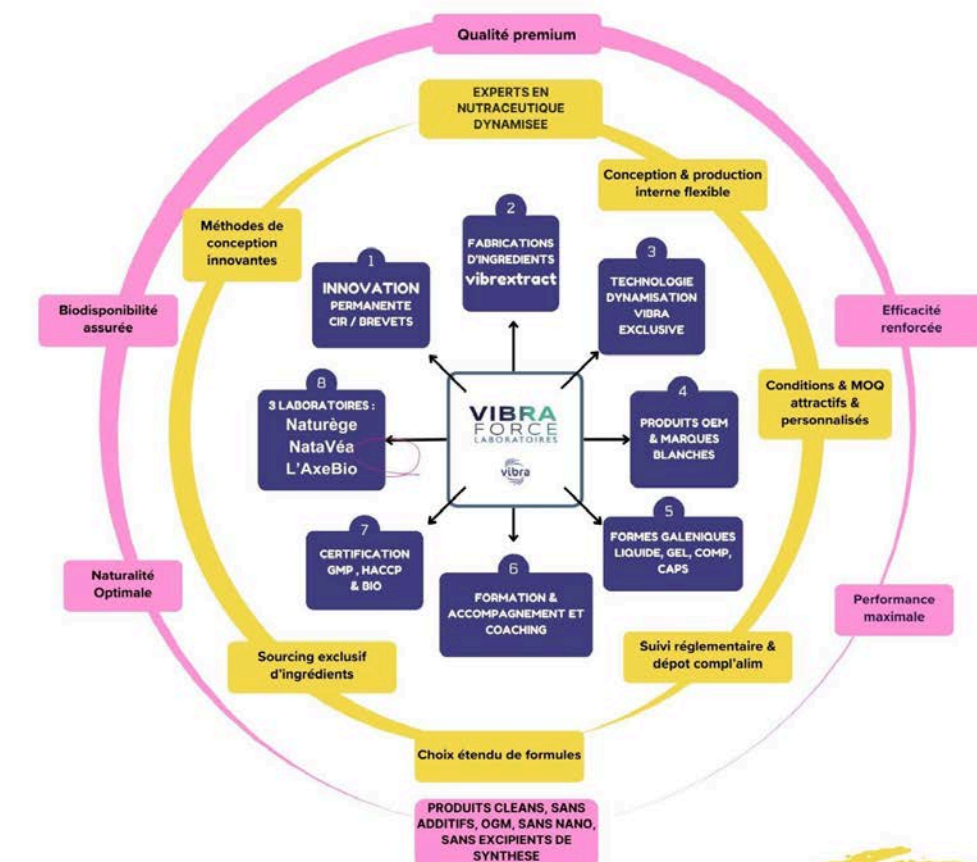 Qualité premium
EXPERTS EN
NUTRACEUTIQUE
DYNAMISEE
Conception & production
interne flexible
Méthodes de
conception
innovantes
2
FABRICATIONS
D'INGREDIENTS
vibrextract
1
INNOVATION
PERMANENTE
CIR / BREVETS
3
TECHNOLOGIE
DYNAMISATION
VIBRA
EXCLUSIVE
Biodisponibilité
assurée
Efficacité
renforcée
8
3 LABORATOIRES :
Naturège
NataVéa
L'AxeBio
VIBRA
FORCE
LABORATOIRES
vibra
4
PRODUITS OEM
& MARQUES
BLANCHES
Conditions & MOQ
attractifs &
personnalisés
7
CERTIFICATION
GMP , HACCP
& BIO
6
FORMATION &
ACCOMPAGNEMENT ET
COACHING
5
FORMES GALENIQUES
LIQUIDE, GEL, COMP,
CAPS
Naturalité
Optimale
Performance
maximale
Sourcing exclusif
d'ingrédients
Suivi réglementaire &
dépot compl'alim
Choix étendu de formules
PRODUITS CLEANS, SANS
ADDITIFS, OGM, SANS NANO,
SANS EXCIPIENTS DE
SYNTHESE